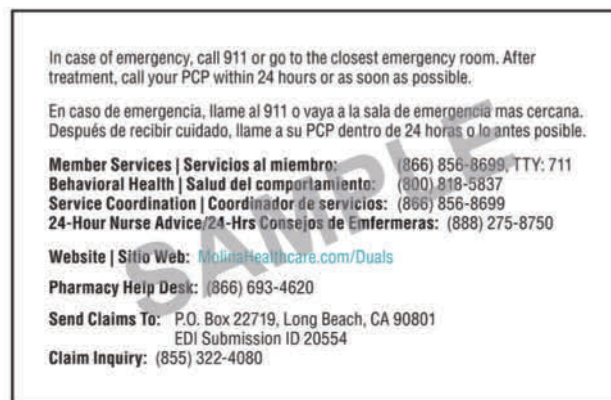 In case of emergency, call 911 or go to the closest emergency room. After
treatment, call your PCP within 24 hours or as soon as possible.
En caso de emergencia, llame al 911 o vaya a la sala de emergencia mas cercana.
Después de recibir cuidado, llame a su PCP dentro de 24 horas o lo antes posible.
Member Services | Servicios al miembro: (866) 856-8699, TTY: 711
Behavioral Health | Salud del comportamiento: (800) 818-5837
Service Coordination | Coordinador de servicios: (866) 856-8699
24-Hour Nurse Advice/24-Hrs Consejos de Emfermeras: (888) 275-8750
Website | Sitio Web: MolinaHealthcare.com/Duals
Pharmacy Help Desk: (866) 693-4620
Send Claims To: P.O. Box 22719, Long Beach, CA 90801
EDI Submission ID 20554
Claim Inquiry: (855) 322-4080
SAMPLE